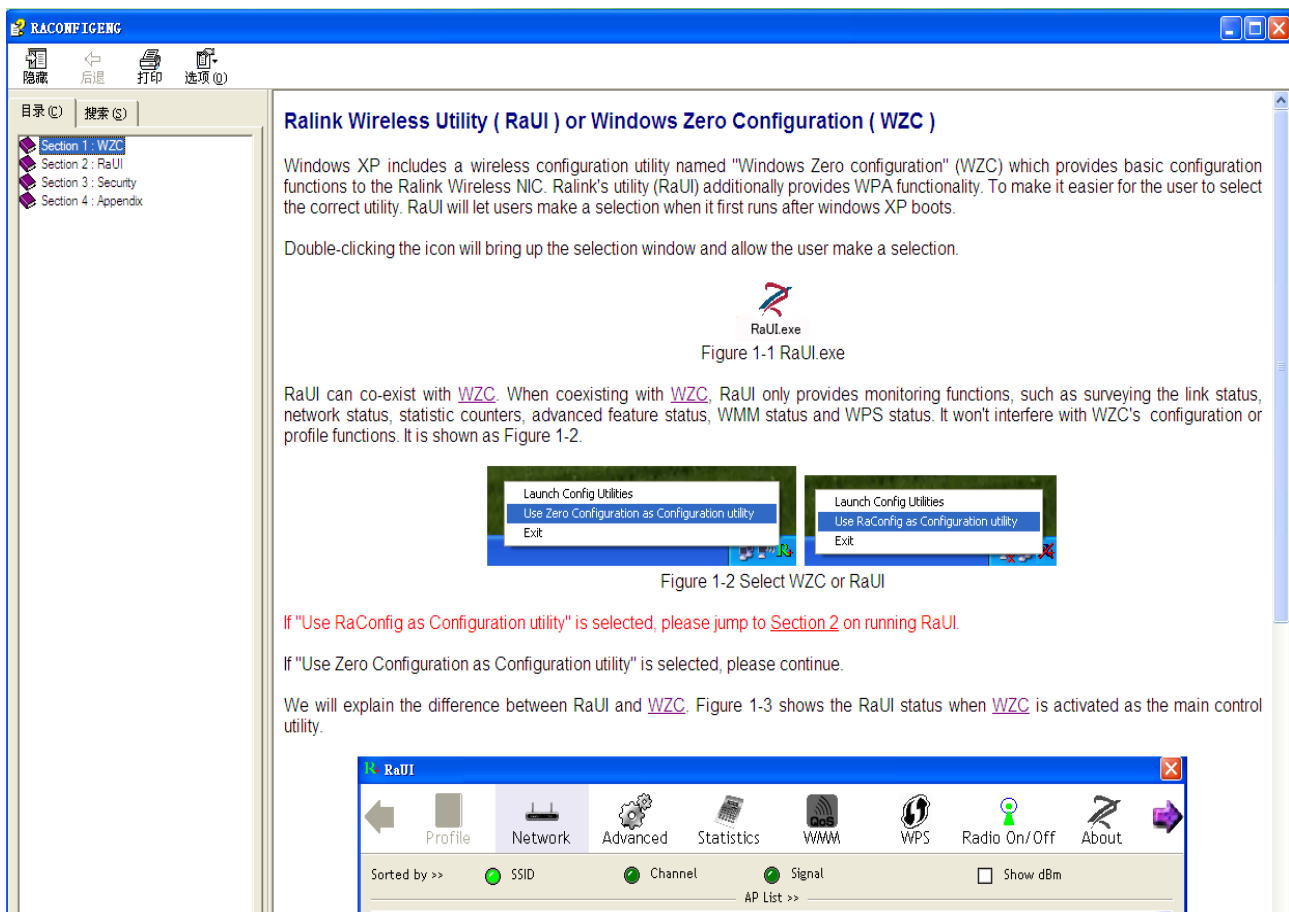 RACONFIGENG
隐藏 后退 打印 选项(O)
目录(C) 搜索(S)
Section 1 : WZC
Section 2 : RaUI
Section 3 : Security
Section 4 : Appendix
Ralink Wireless Utility ( RaUI ) or Windows Zero Configuration ( WZC )
Windows XP includes a wireless configuration utility named "Windows Zero configuration" (WZC) which provides basic configuration
functions to the Ralink Wireless NIC. Ralink's utility (RaUI) additionally provides WPA functionality. To make it easier for the user to select
the correct utility. RaUI will let users make a selection when it first runs after windows XP boots.
Double-clicking the icon will bring up the selection window and allow the user make a selection.
RaUI.exe
Figure 1-1 RaUI.exe
RaUI can co-exist with WZC. When coexisting with WZC, RaUI only provides monitoring functions, such as surveying the link status,
network status, statistic counters, advanced feature status, WMM status and WPS status. It won't interfere with WZC's configuration or
profile functions. It is shown as Figure 1-2.
Launch Config Utilities
Use Zero Configuration as Configuration utility
Exit
Launch Config Utilities
Use RaConfig as Configuration utility
Exit
Figure 1-2 Select WZC or RaUI
If "Use RaConfig as Configuration utility" is selected, please jump to Section 2 on running RaUI.
If "Use Zero Configuration as Configuration utility" is selected, please continue.
We will explain the difference between RaUI and WZC. Figure 1-3 shows the RaUI status when WZC is activated as the main control
utility.
RaUI
Profile Network Advanced Statistics QoS WMM WPS Radio On/Off About
Sorted by >> SSID Channel Signal Show dBm
AP List >>